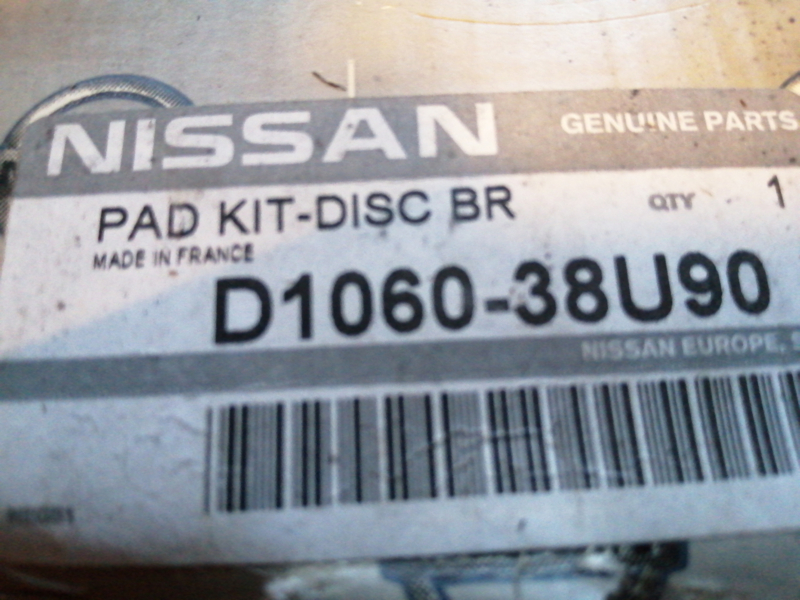 NISSAN GENUINE PARTS
PAD KIT-DISC BR QTY 1
MADE IN FRANCE
D1060-38U90
NISSAN EUROPE,